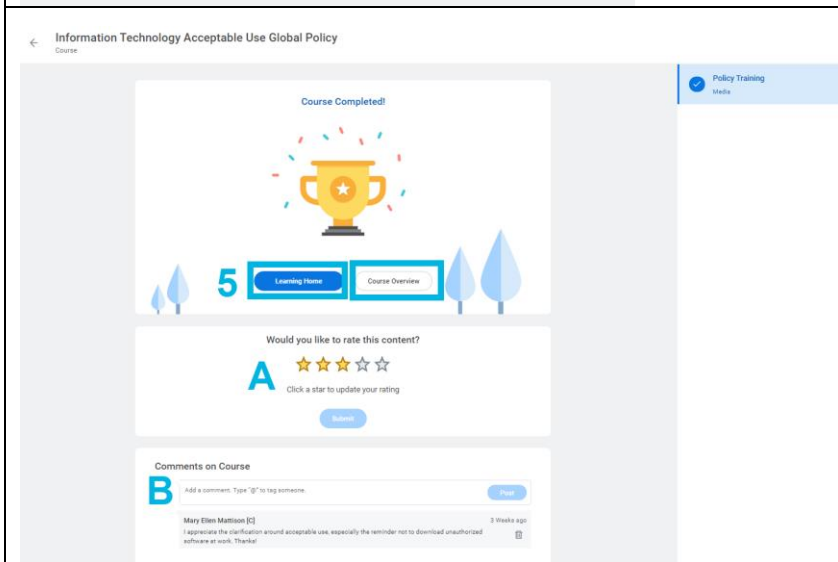 Information Technology Acceptable Use Global Policy
Course
Policy Training
Media
Course Completed!
5
Learning Home
Course Overview
Would you like to rate this content?
A
Click a star to update your rating
Submit
Comments on Course
B
Add a comment. Type "@" to tag someone.
Post
Mary Ellen Mattison [C]
3 Weeks ago
I appreciate the clarification around acceptable use, especially the reminder not to download unauthorized
software at work. Thanks!